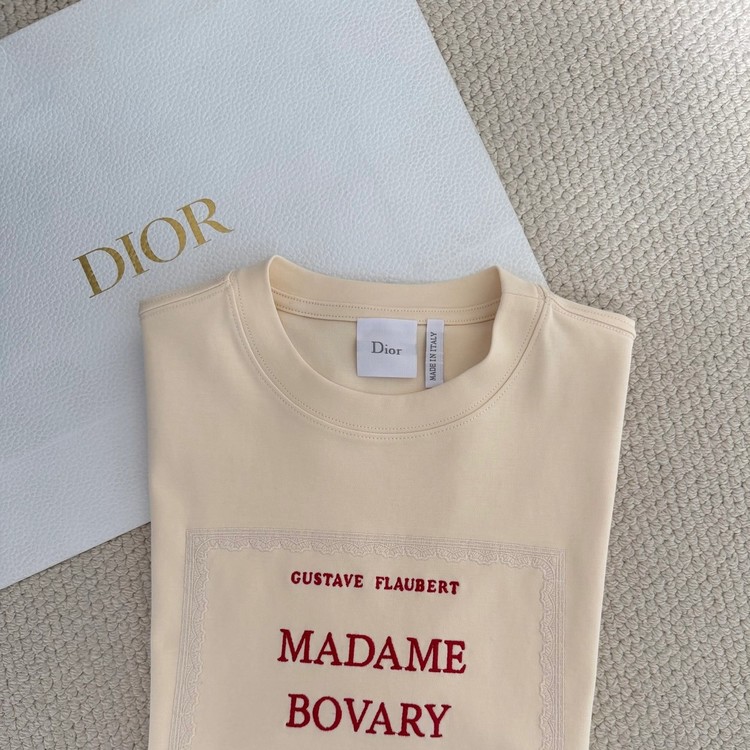 DIOR
Dior
MADE IN ITALY
GUSTAVE FLAUBERT
MADAME
BOVARY